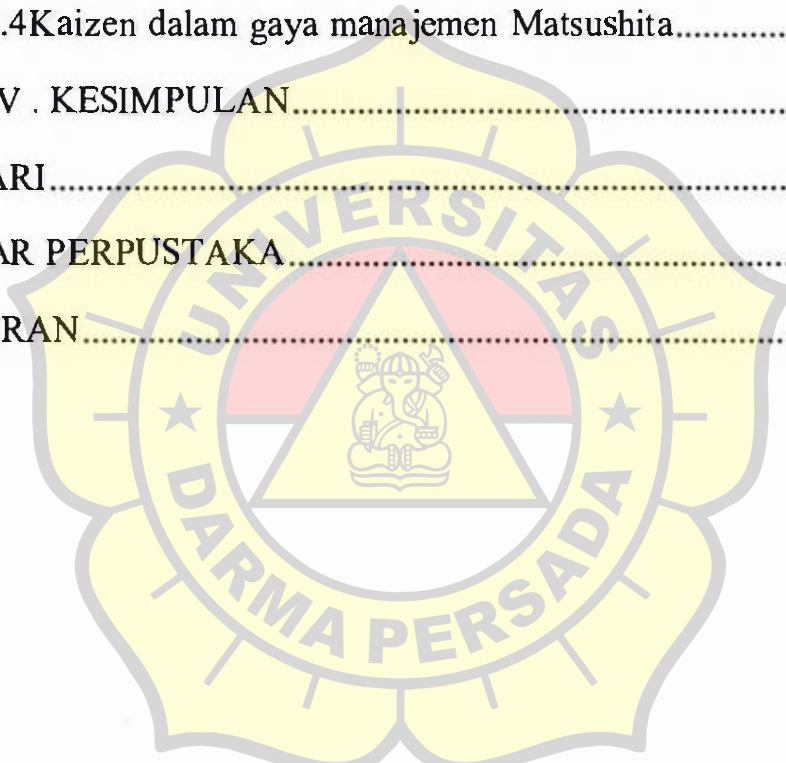 .4Kaizen dalam gaya manajemen Matsushita..............
V . KESIMPULAN..............................................................
ARI..............................................................................................
AR PERPUSTAKA..............................................................
RAN..........................................................................................
UNIVERSITAS
DARMA PERSADA